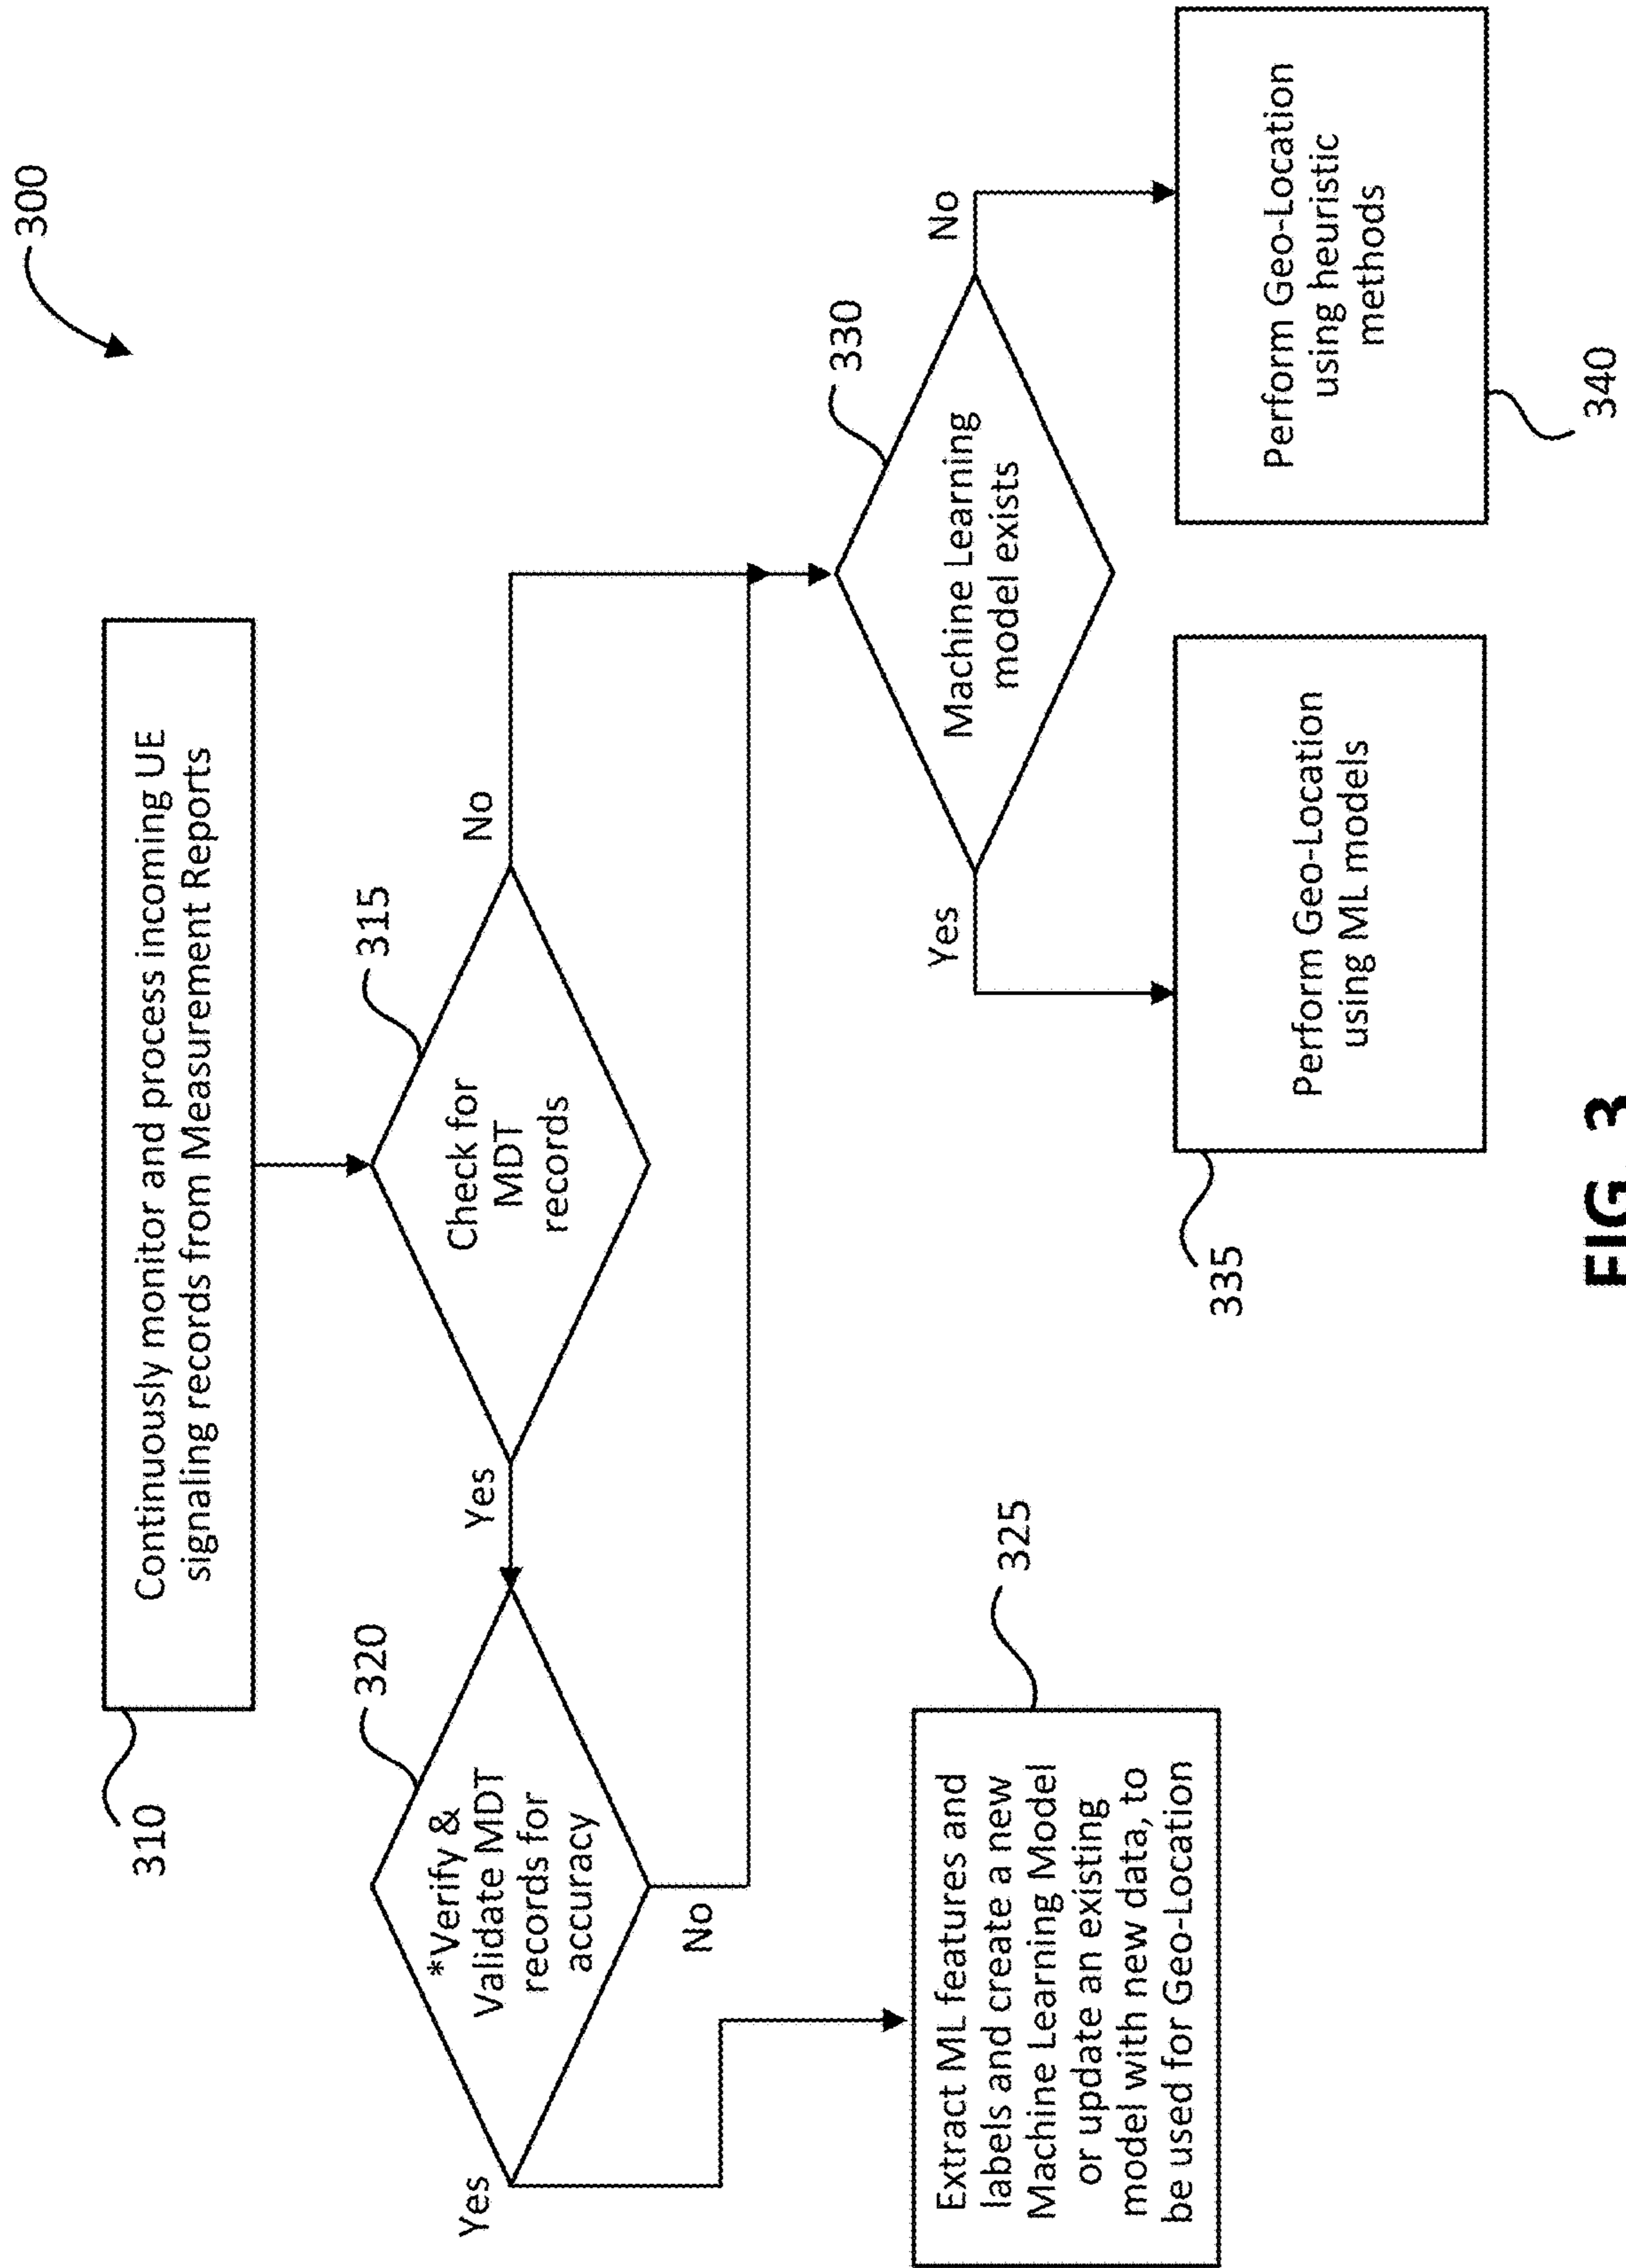 300
310
Continuously monitor and process incoming UE
signaling records from Measurement Reports
315
Check for
MDT
records
Yes
No
320
*Verify &
Validate MDT
records for
accuracy
Yes
No
325
Extract ML features and
labels and create a new
Machine Learning Model
or update an existing
model with new data, to
be used for Geo-Location
330
Machine Learning
model exists
Yes
No
335
Perform Geo-Location
using ML models
Perform Geo-Location
using heuristic
methods
340
FIG. 3